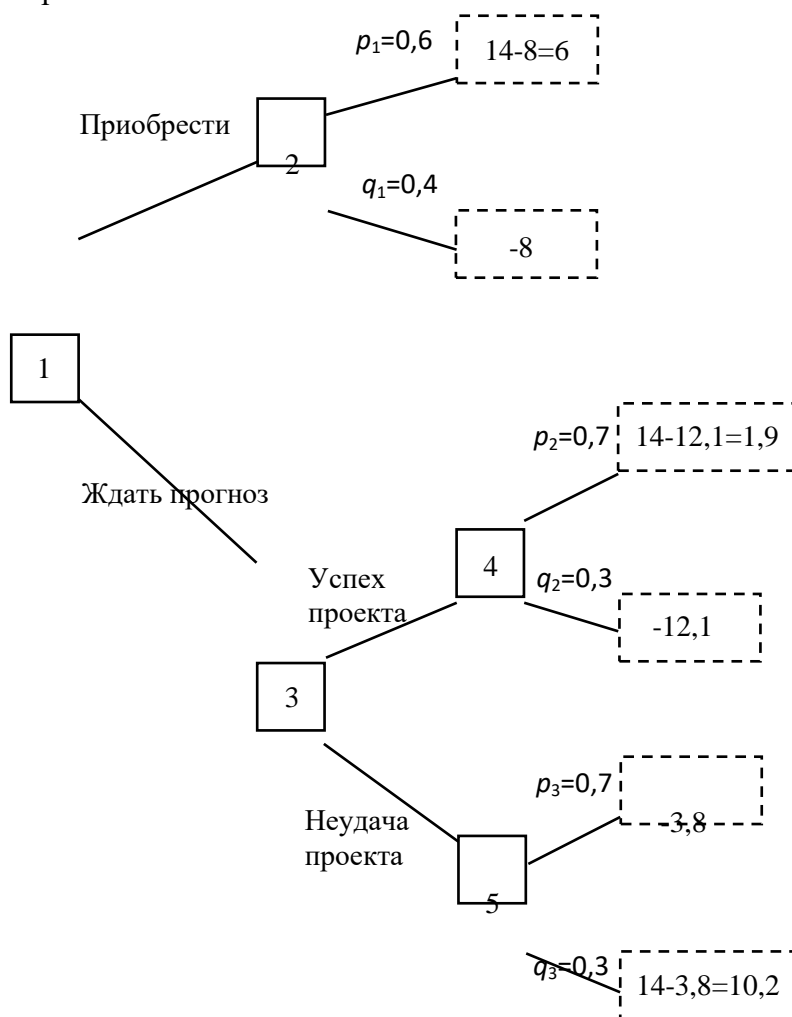 p₁=0,6
14-8=6
Приобрести
2
q₁=0,4
-8
1
p₂=0,7
14-12,1=1,9
Ждать прогноз
Успех
проекта
4
q₂=0,3
-12,1
3
p₃=0,7
-3,8
Неудача
проекта
5
q₃=0,3
14-3,8=10,2